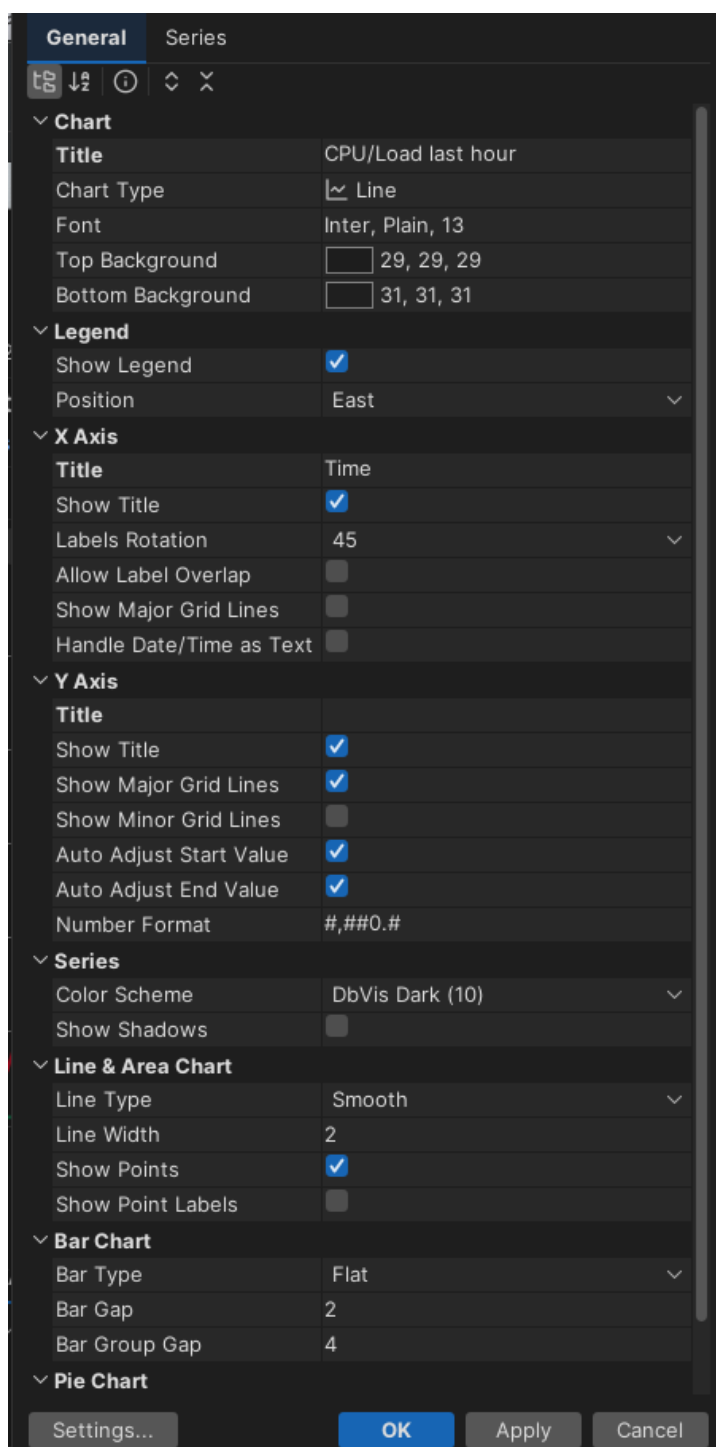 General Series
Chart
Title CPU/Load last hour
Chart Type Line
Font Inter, Plain, 13
Top Background 29, 29, 29
Bottom Background 31, 31, 31
Legend
Show Legend
Position East
X Axis
Title Time
Show Title
Labels Rotation 45
Allow Label Overlap
Show Major Grid Lines
Handle Date/Time as Text
Y Axis
Title
Show Title
Show Major Grid Lines
Show Minor Grid Lines
Auto Adjust Start Value
Auto Adjust End Value
Number Format #,##0.#
Series
Color Scheme DbVis Dark (10)
Show Shadows
Line & Area Chart
Line Type Smooth
Line Width 2
Show Points
Show Point Labels
Bar Chart
Bar Type Flat
Bar Gap 2
Bar Group Gap 4
Pie Chart
Settings... OK Apply Cancel